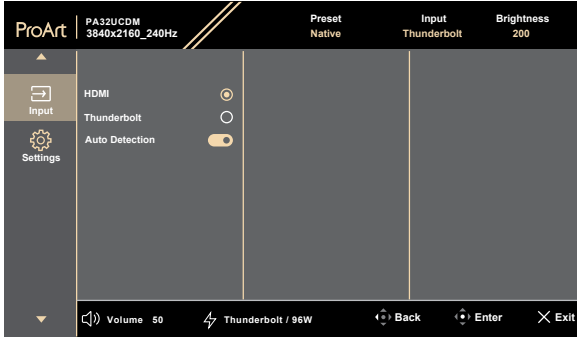 ProArt
PA32UCDM
3840x2160_240Hz
Preset
Native
Input
Thunderbolt
Brightness
200
Input
Settings
HDMI
Thunderbolt
Auto Detection
Volume 50
Thunderbolt / 96W
Back
Enter
Exit